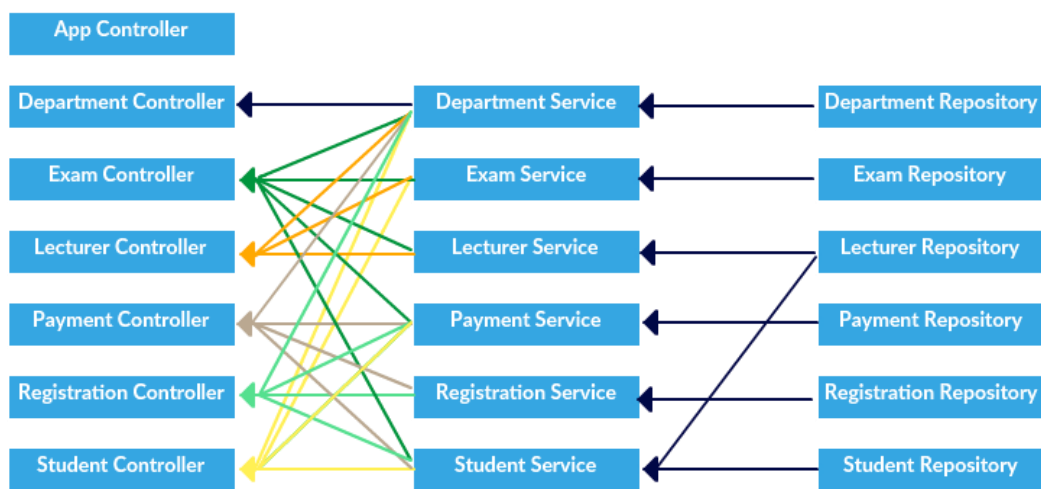 App Controller
Department Controller
Department Service
Department Repository
Exam Controller
Exam Service
Exam Repository
Lecturer Controller
Lecturer Service
Lecturer Repository
Payment Controller
Payment Service
Payment Repository
Registration Controller
Registration Service
Registration Repository
Student Controller
Student Service
Student Repository